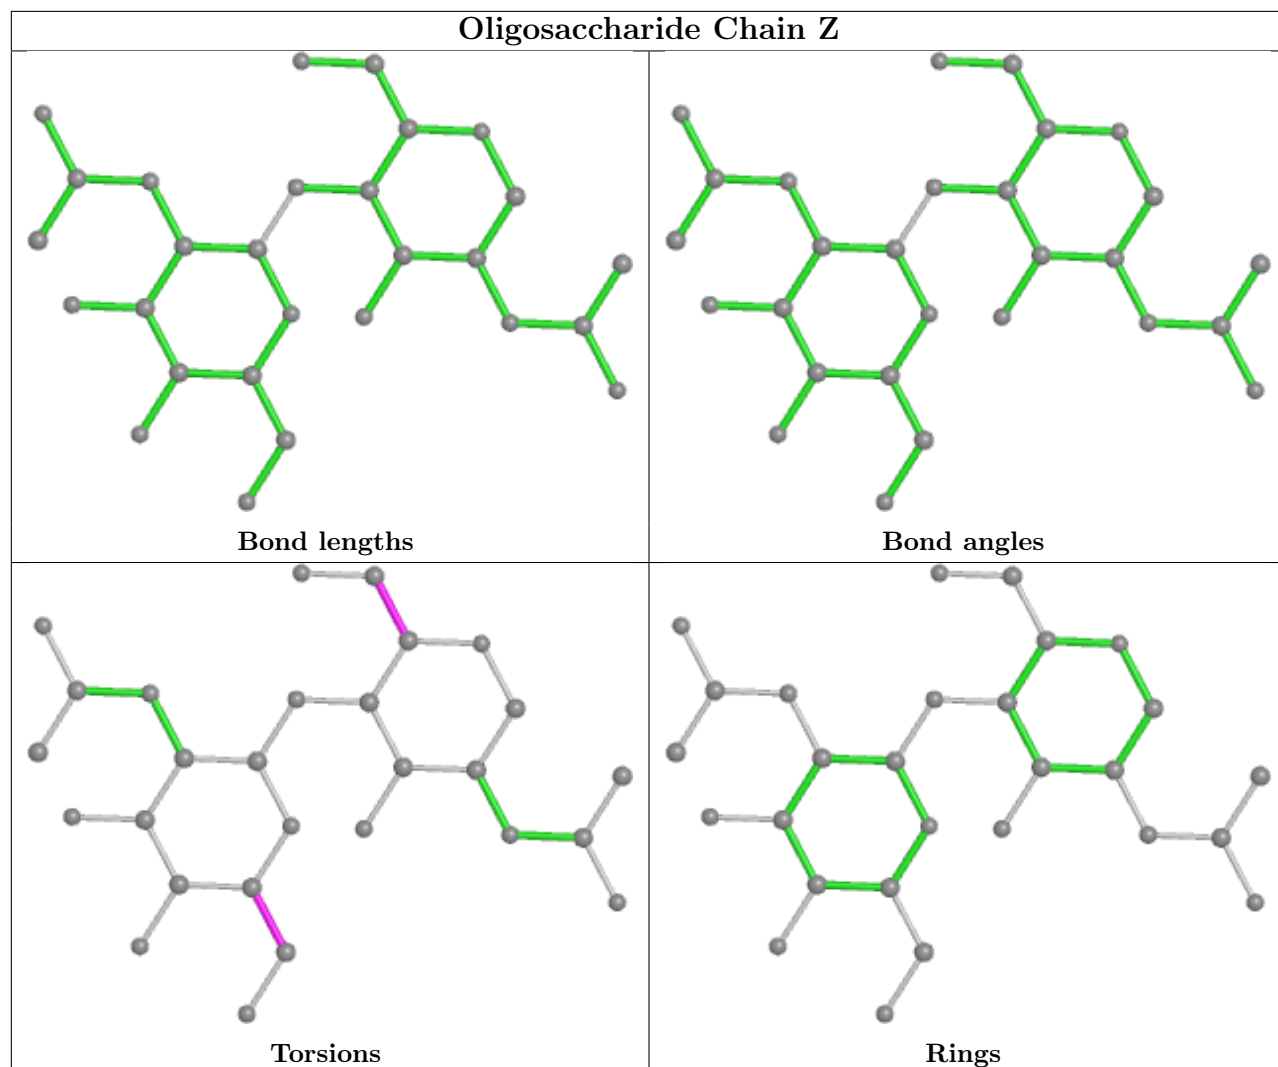 Oligosaccharide Chain Z
Bond lengths
Bond angles
Torsions
Rings